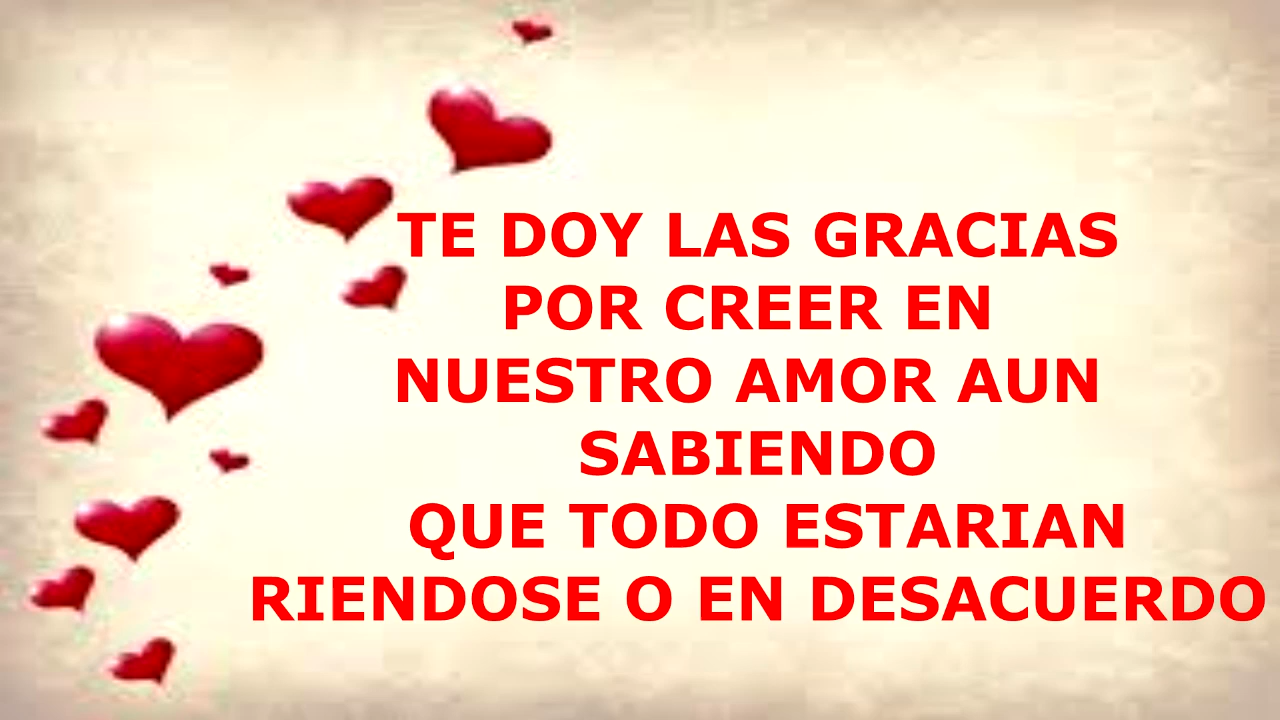 TE DOY LAS GRACIAS
POR CREER EN
NUESTRO AMOR AUN
SABIENDO
QUE TODO ESTARIAN
RIENDOSE O EN DESACUERDO